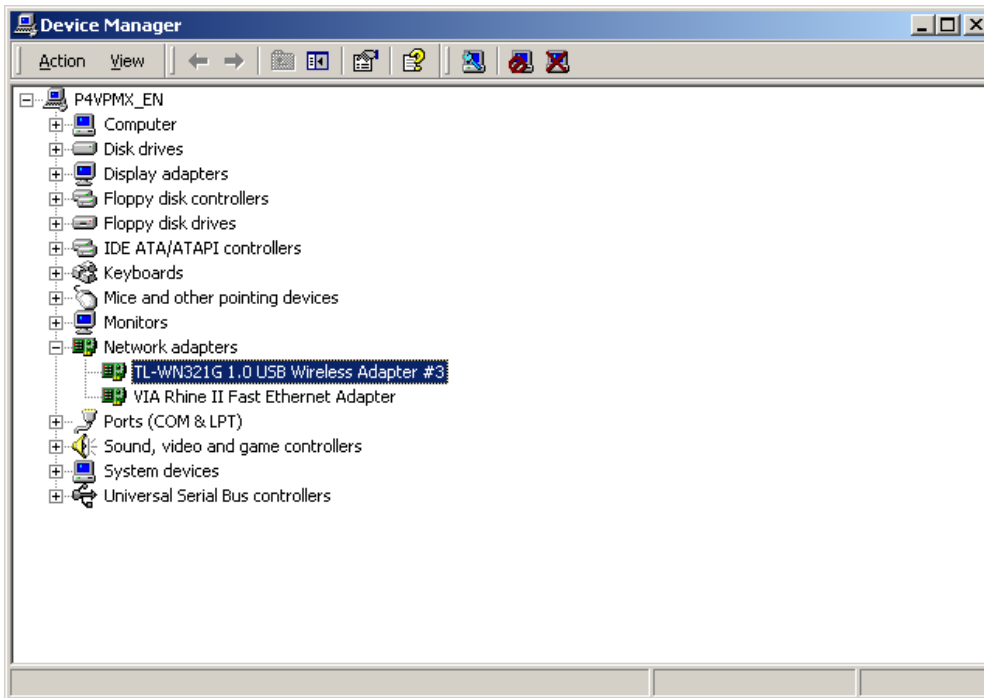 Device Manager
Action View
P4VPMX_EN
Computer
Disk drives
Display adapters
Floppy disk controllers
Floppy disk drives
IDE ATA/ATAPI controllers
Keyboards
Mice and other pointing devices
Monitors
Network adapters
TL-WN321G 1.0 USB Wireless Adapter #3
VIA Rhine II Fast Ethernet Adapter
Ports (COM & LPT)
Sound, video and game controllers
System devices
Universal Serial Bus controllers